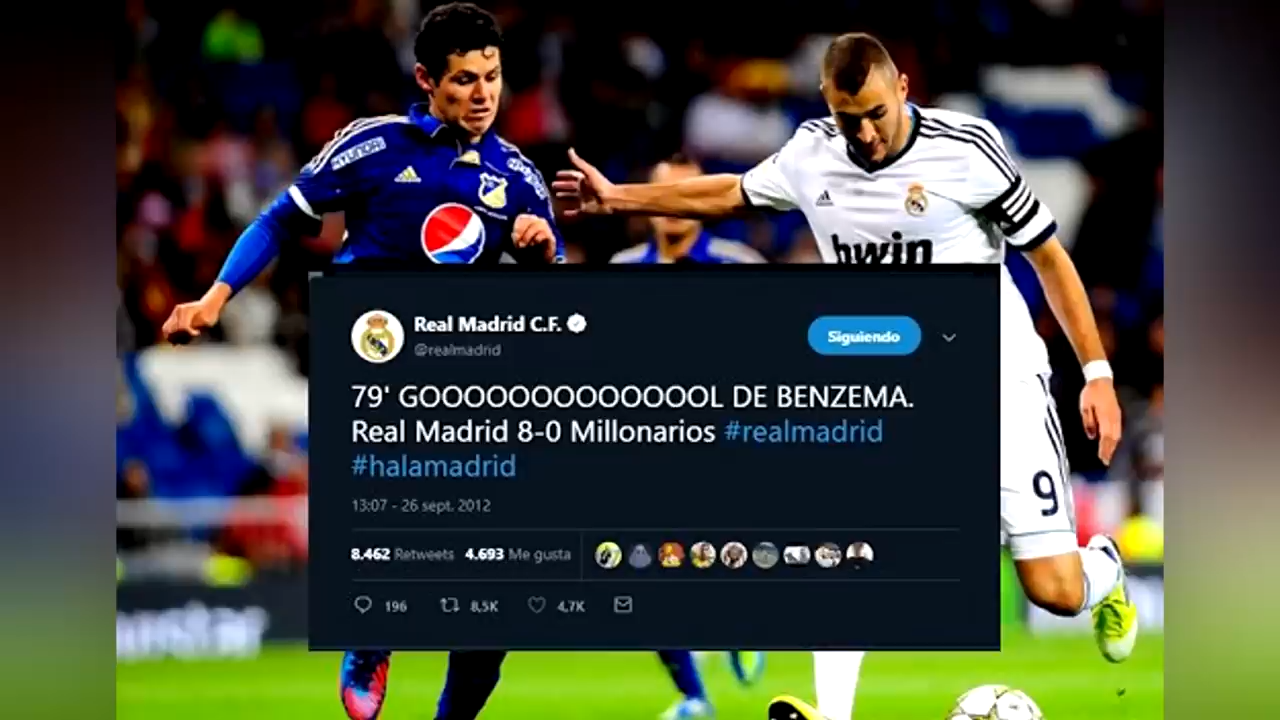 HYUNDAI
bwin
Real Madrid C.F.
@realmadrid
Siguiendo
79' GOOOOOOOOOOOOOOL DE BENZEMA.
Real Madrid 8-0 Millonarios #realmadrid
#halamadrid
13:07 - 26 sept. 2012
8.462 Retweets 4.693 Me gusta
196 8,5K 4,7K
9